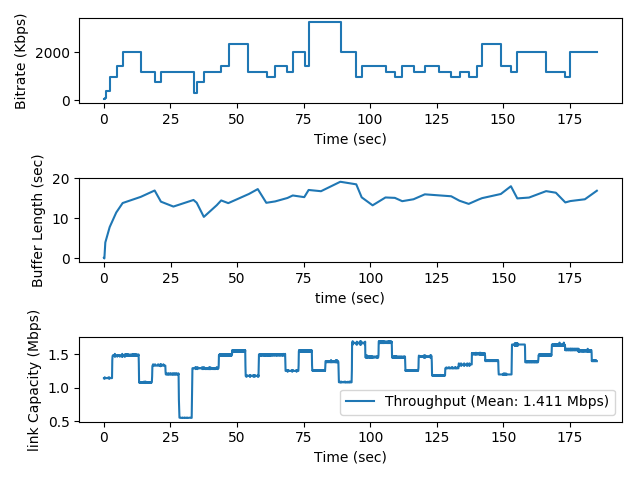 Bitrate (Kbps)
2000
0
0 25 50 75 100 125 150 175
Time (sec)
Buffer Length (sec)
20
10
0
0 25 50 75 100 125 150 175
time (sec)
link Capacity (Mbps)
1.5
1.0
0.5
Throughput (Mean: 1.411 Mbps)
0 25 50 75 100 125 150 175
Time (sec)